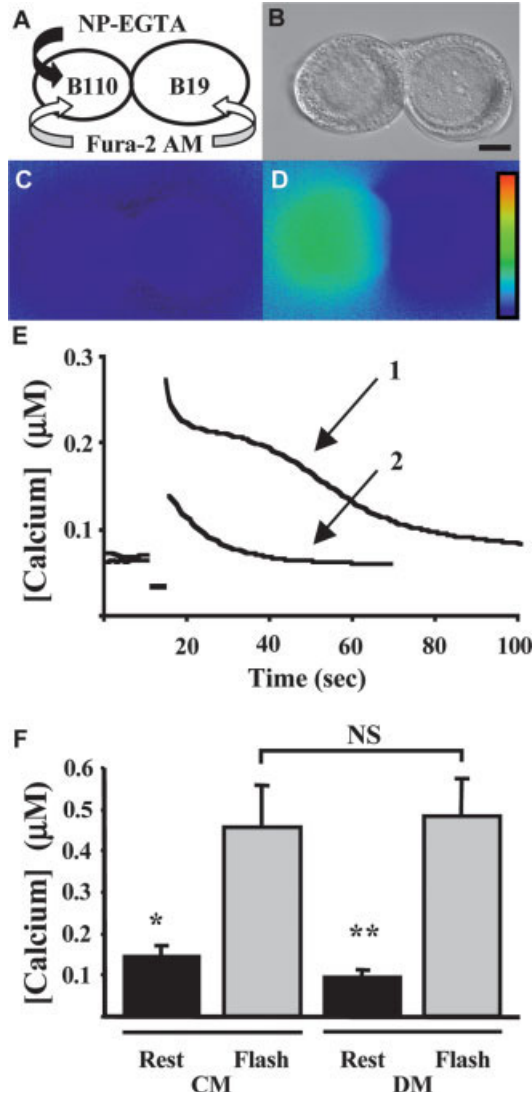 A
NP-EGTA
B110
B19
Fura-2 AM
B
C
D
E
[Calcium] (μM)
0.3
0.2
0.1
1
2
20
40
60
80
100
Time (sec)
F
NS
[Calcium] (μM)
0.6
0.5
0.4
0.3
0.2
0.1
*
**
Rest Flash Rest Flash
CM DM